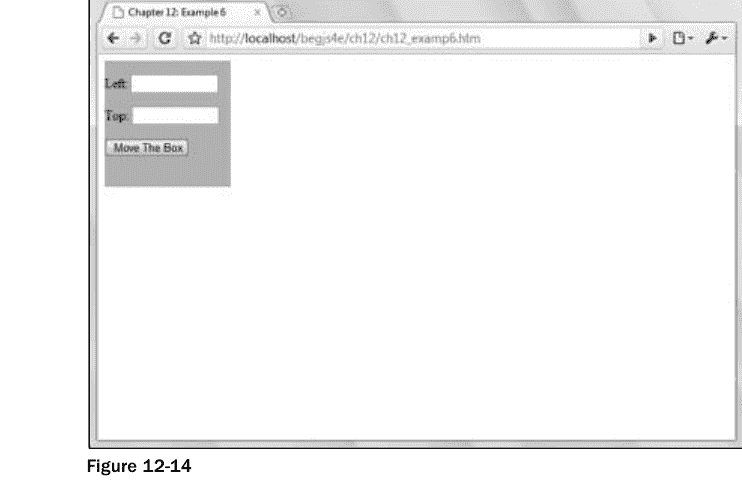 Chapter 12: Example 6
http://localhost/begjs4e/ch12/ch12_examp6.htm
Left:
Top:
Move The Box
Figure 12-14